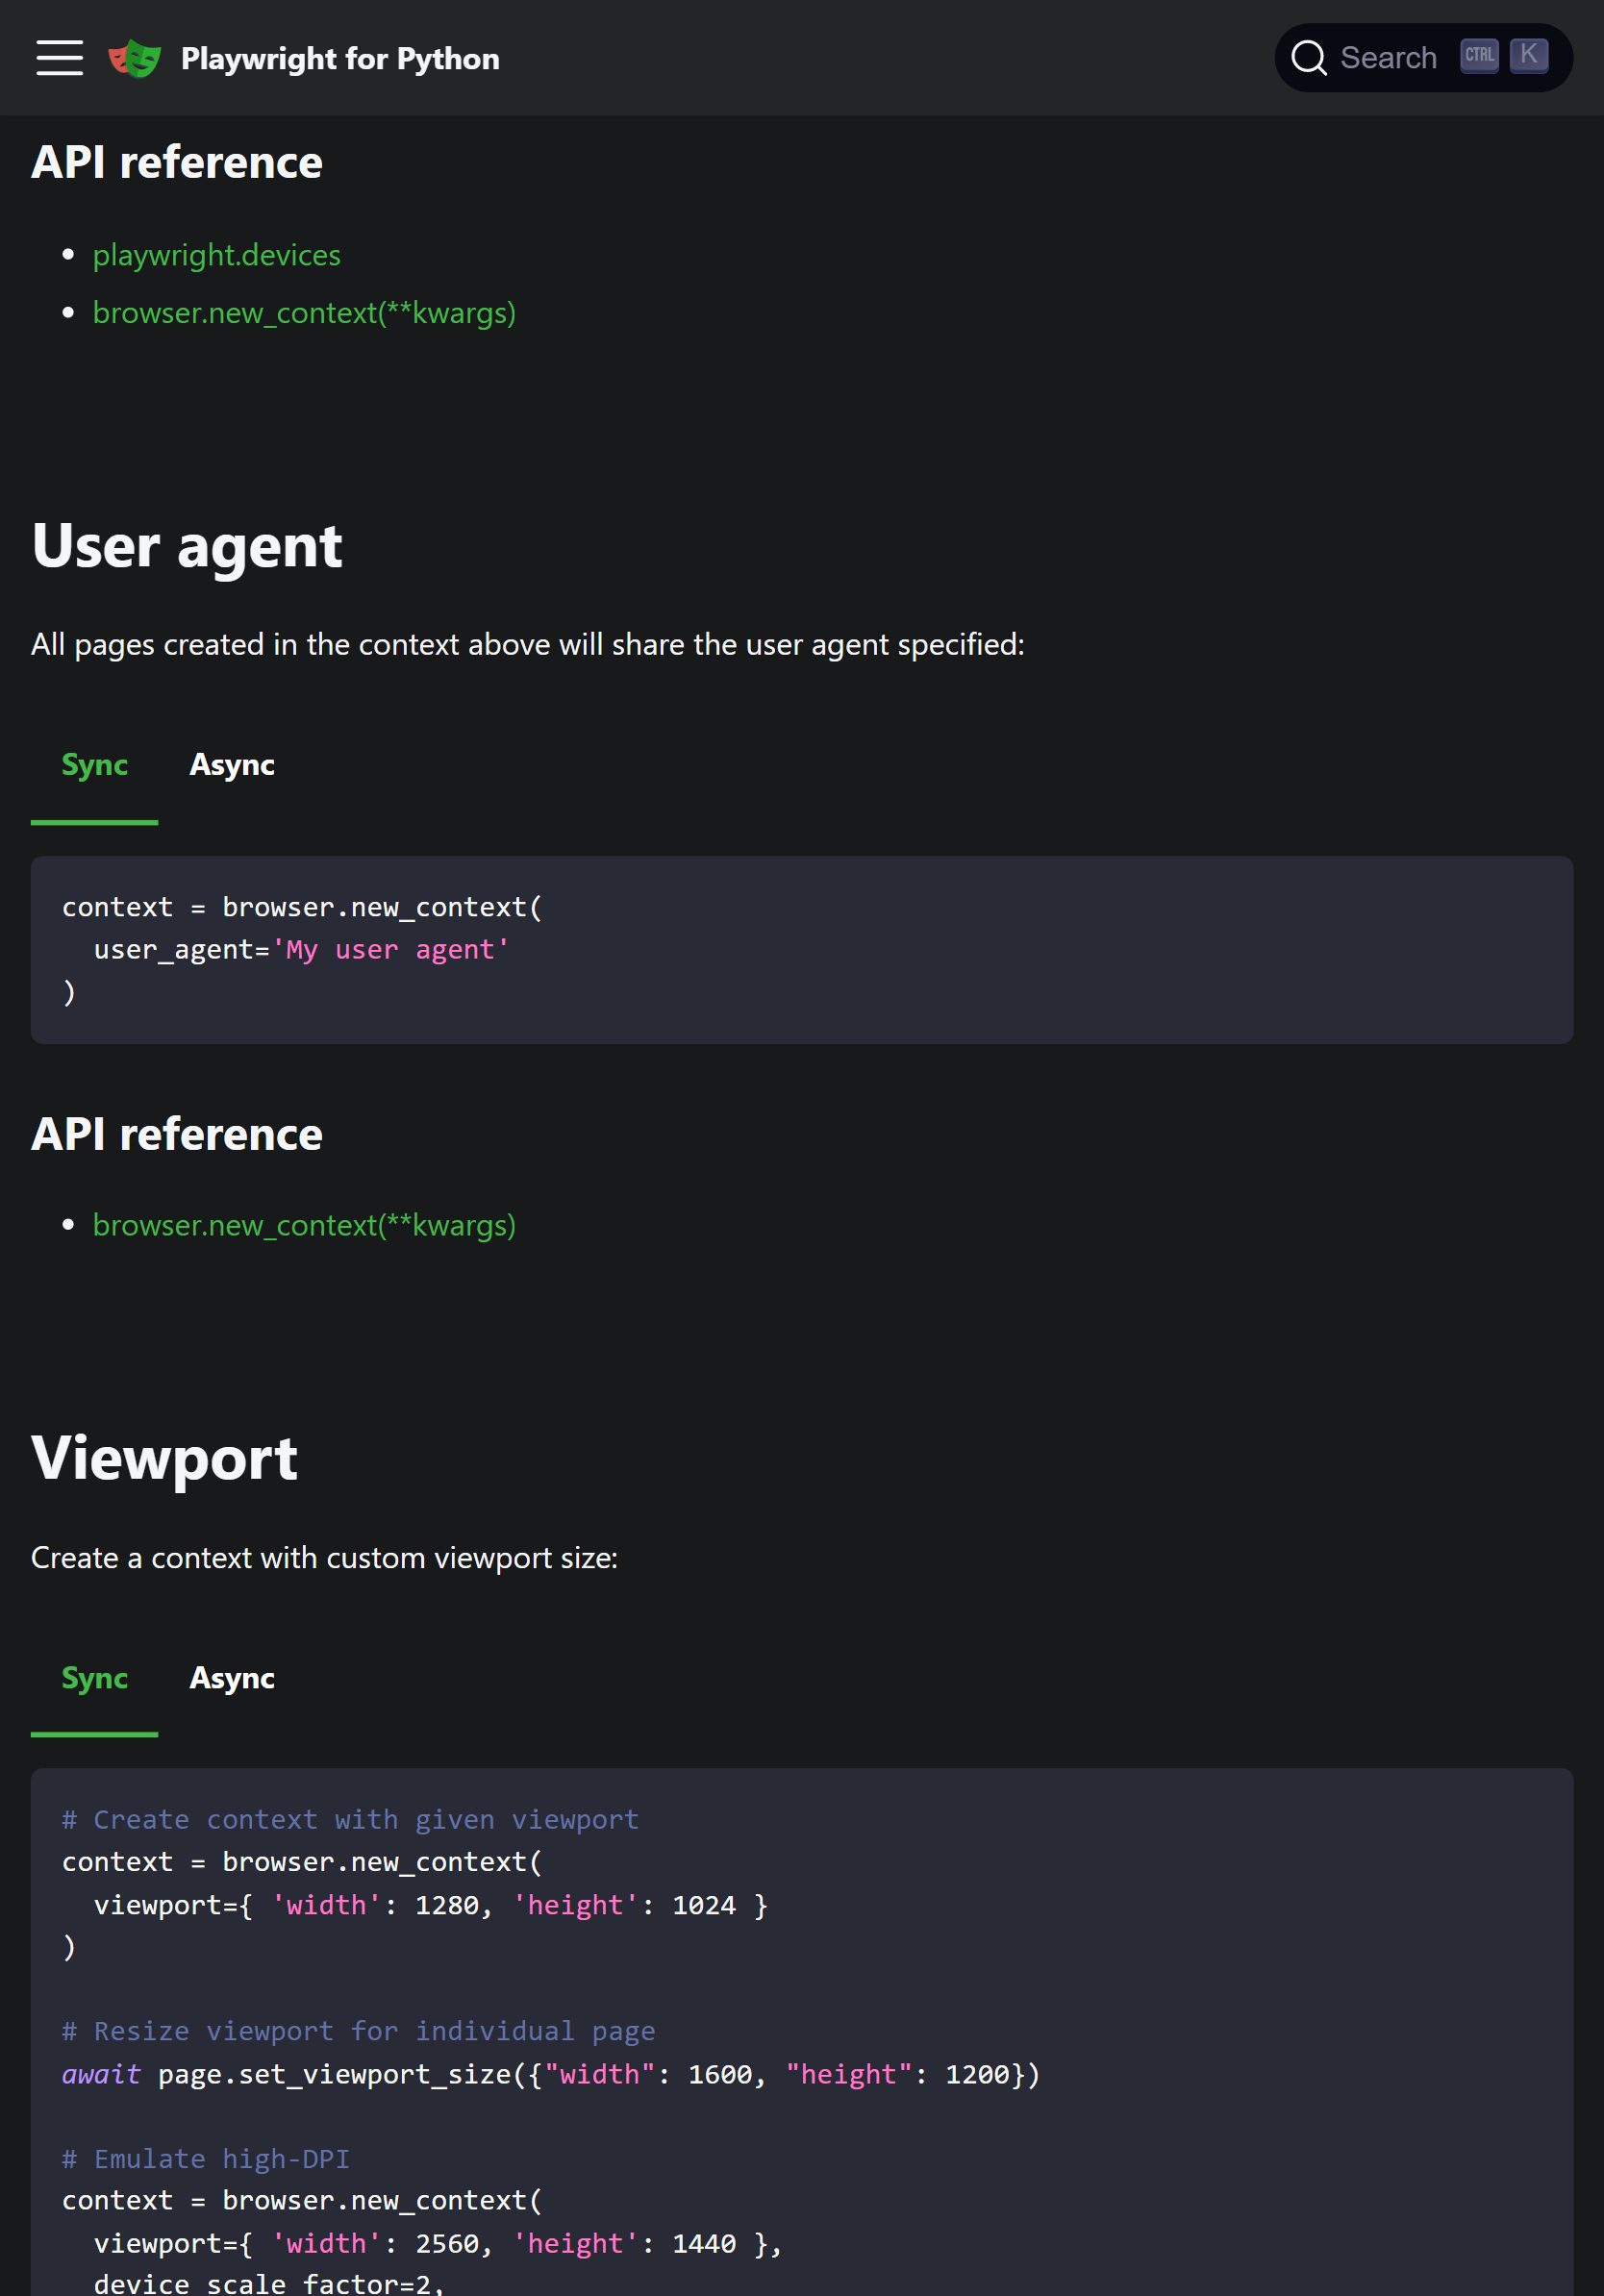 Playwright for Python
Search CTRL K
API reference
playwright.devices
browser.new_context(**kwargs)
User agent
All pages created in the context above will share the user agent specified:
Sync Async
context = browser.new_context(
  user_agent='My user agent'
)
API reference
browser.new_context(**kwargs)
Viewport
Create a context with custom viewport size:
Sync Async
# Create context with given viewport
context = browser.new_context(
  viewport={ 'width': 1280, 'height': 1024 }
)
# Resize viewport for individual page
await page.set_viewport_size({"width": 1600, "height": 1200})
# Emulate high-DPI
context = browser.new_context(
  viewport={ 'width': 2560, 'height': 1440 },
  device_scale_factor=2,